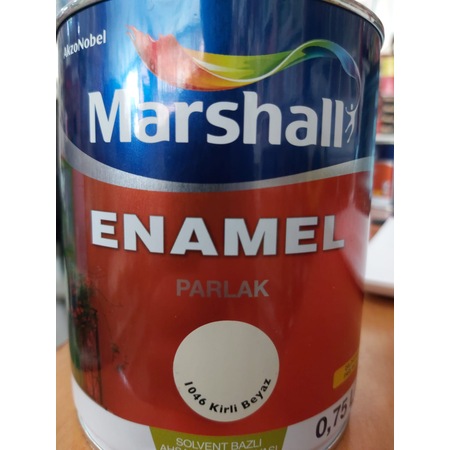 AkzoNobel
Marshall
ENAMEL
PARLAK
1046 Kirli Beyaz
0,75
SOLVENT BAZLI